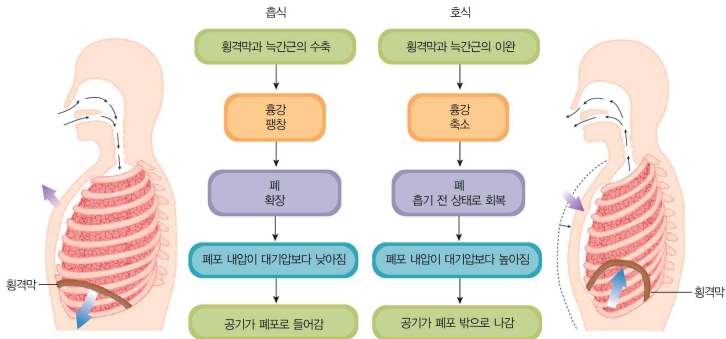 흡식
호식
횡격막과 늑간근의 수축
횡격막과 늑간근의 이완
흉강
팽창
흉강
축소
폐
확장
폐
흡기 전 상태로 회복
폐포 내압이 대기압보다 낮아짐
폐포 내압이 대기압보다 높아짐
횡격막
횡격막
공기가 폐포로 들어감
공기가 폐포 밖으로 나감